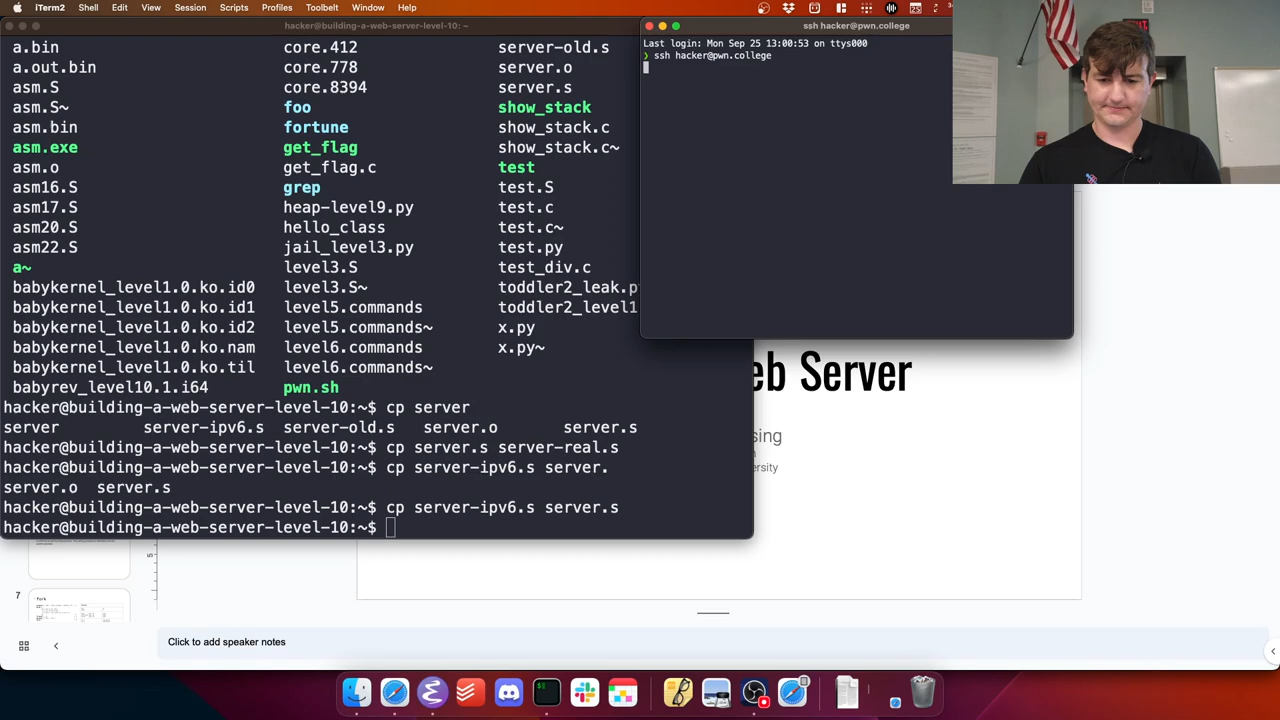 iTerm2 Shell Edit View Session Scripts Profiles Toolbelt Window Help
hacker@building-a-web-server-level-10: ~
a.bin core.412 server-old.s
a.out.bin core.778 server.o
asm.S core.8394 server.s
asm.S~ foo show_stack
asm.bin fortune show_stack.c
asm.exe get_flag show_stack.c~
asm.o get_flag.c test
asm16.S grep test.S
asm17.S heap-level9.py test.c
asm20.S hello_class test.c~
asm22.S jail_level3.py test.py
a~ level3.S test_div.c
babykernel_level1.0.ko.id0 level3.S~ toddler2_leak.p
babykernel_level1.0.ko.id1 level5.commands toddler2_level1
babykernel_level1.0.ko.id2 level5.commands~ x.py
babykernel_level1.0.ko.nam level6.commands x.py~
babykernel_level1.0.ko.til level6.commands~
babyrev_level10.1.i64 pwn.sh
hacker@building-a-web-server-level-10:~$ cp server
server server-ipv6.s server-old.s server.o server.s
hacker@building-a-web-server-level-10:~$ cp server.s server-real.s
hacker@building-a-web-server-level-10:~$ cp server-ipv6.s server.
server.o server.s
hacker@building-a-web-server-level-10:~$ cp server-ipv6.s server.s
hacker@building-a-web-server-level-10:~$
ssh hacker@pwn.college
Last login: Mon Sep 25 13:00:53 on ttys000
❯ ssh hacker@pwn.college
eb Server
sing
ersity
7
Fork
Click to add speaker notes